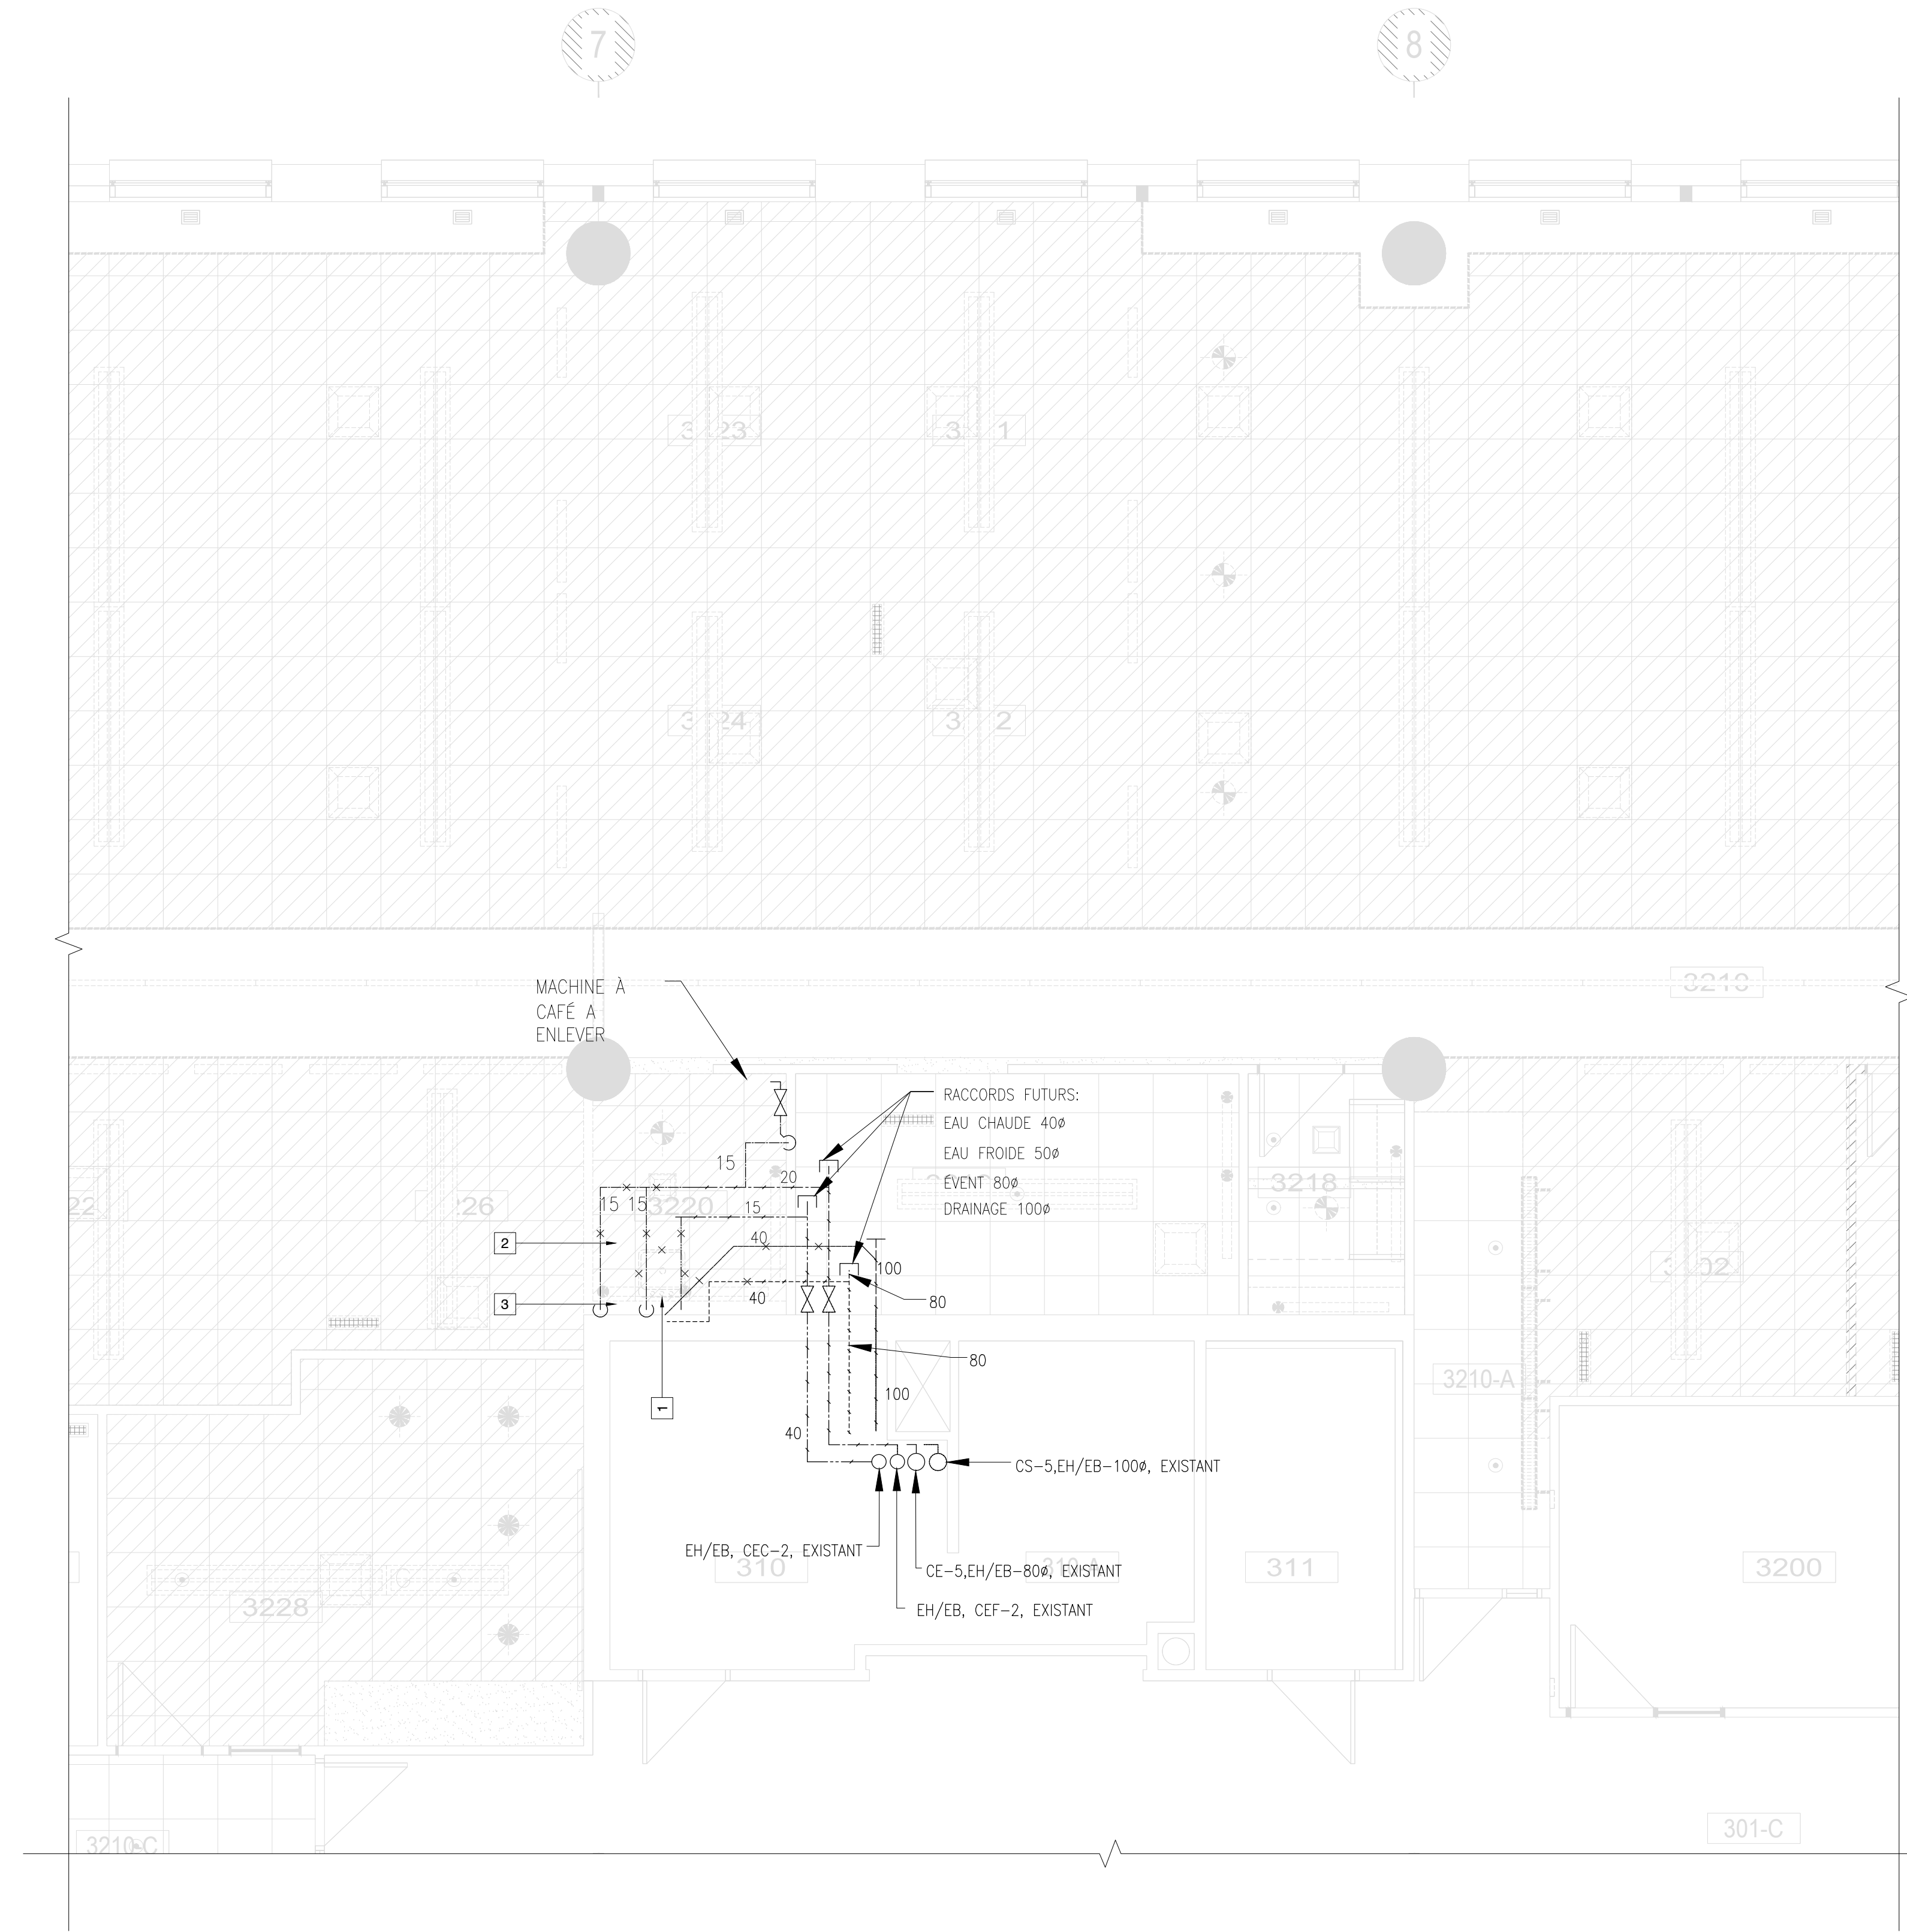 7
8
3219
MACHINE À
CAFÉ A
ENLEVER
RACCORDS FUTURS:
EAU CHAUDE 40ø
EAU FROIDE 50ø
ÉVENT 80ø
DRAINAGE 100ø
15
20
3218
15
15
3220
15
2
40
100
3
40
80
80
3210-A
100
1
40
CS-5,EH/EB-100ø, EXISTANT
EH/EB, CEC-2, EXISTANT
310
CE-5,EH/EB-80ø, EXISTANT
310-A
311
3200
3228
EH/EB, CEF-2, EXISTANT
3210-C
301-C